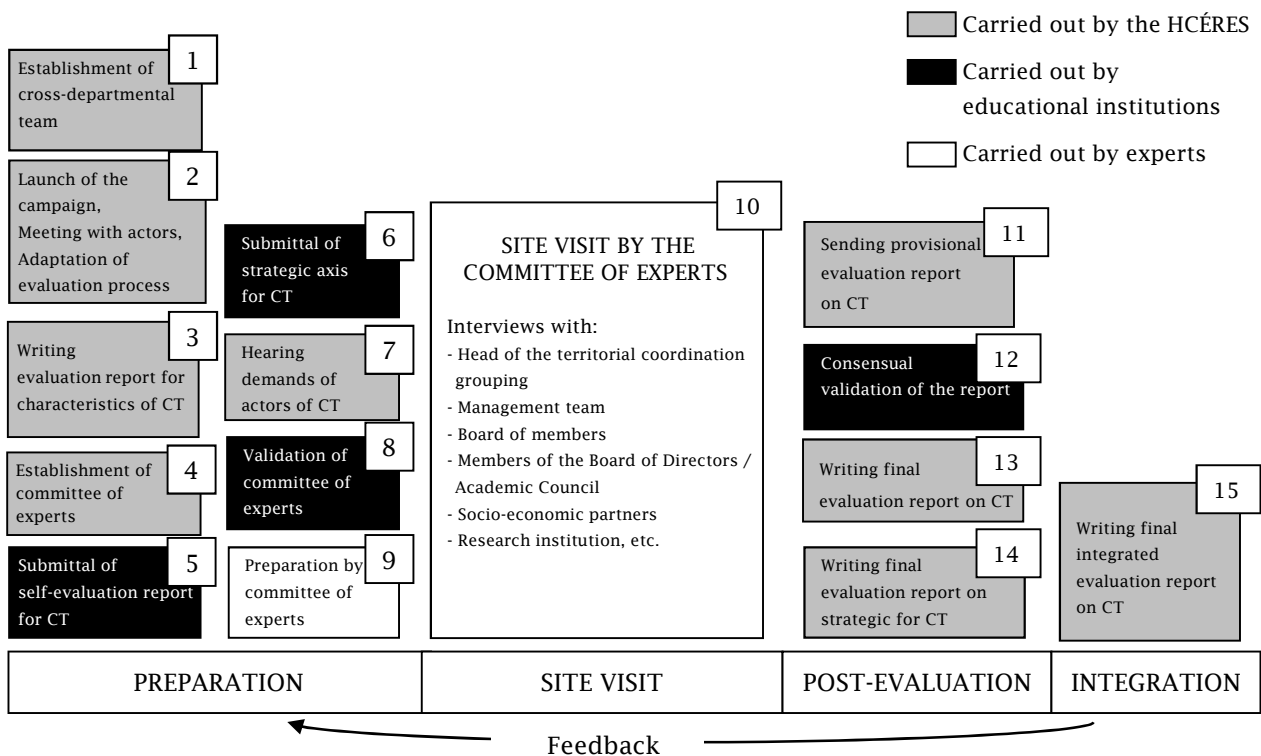 Carried out by the HCÉRES
Carried out by
educational institutions
Carried out by experts
1
Establishment of
cross-departmental
team
2
Launch of the
campaign,
Meeting with actors,
Adaptation of
evaluation process
3
Writing
evaluation report for
characteristics of CT
4
Establishment of
committee of
experts
5
Submittal of
self-evaluation report
for CT
6
Submittal of
strategic axis
for CT
7
Hearing
demands of
actors of CT
8
Validation of
committee of
experts
9
Preparation by
committee of
experts
10
SITE VISIT BY THE
COMMITTEE OF EXPERTS
Interviews with:
- Head of the territorial coordination
grouping
- Management team
- Board of members
- Members of the Board of Directors /
Academic Council
- Socio-economic partners
- Research institution, etc.
11
Sending provisional
evaluation report
on CT
12
Consensual
validation of the report
13
Writing final
evaluation report on CT
14
Writing final
evaluation report on
strategic for CT
15
Writing final
integrated
evaluation report
on CT
PREPARATION
SITE VISIT
POST-EVALUATION
INTEGRATION
Feedback